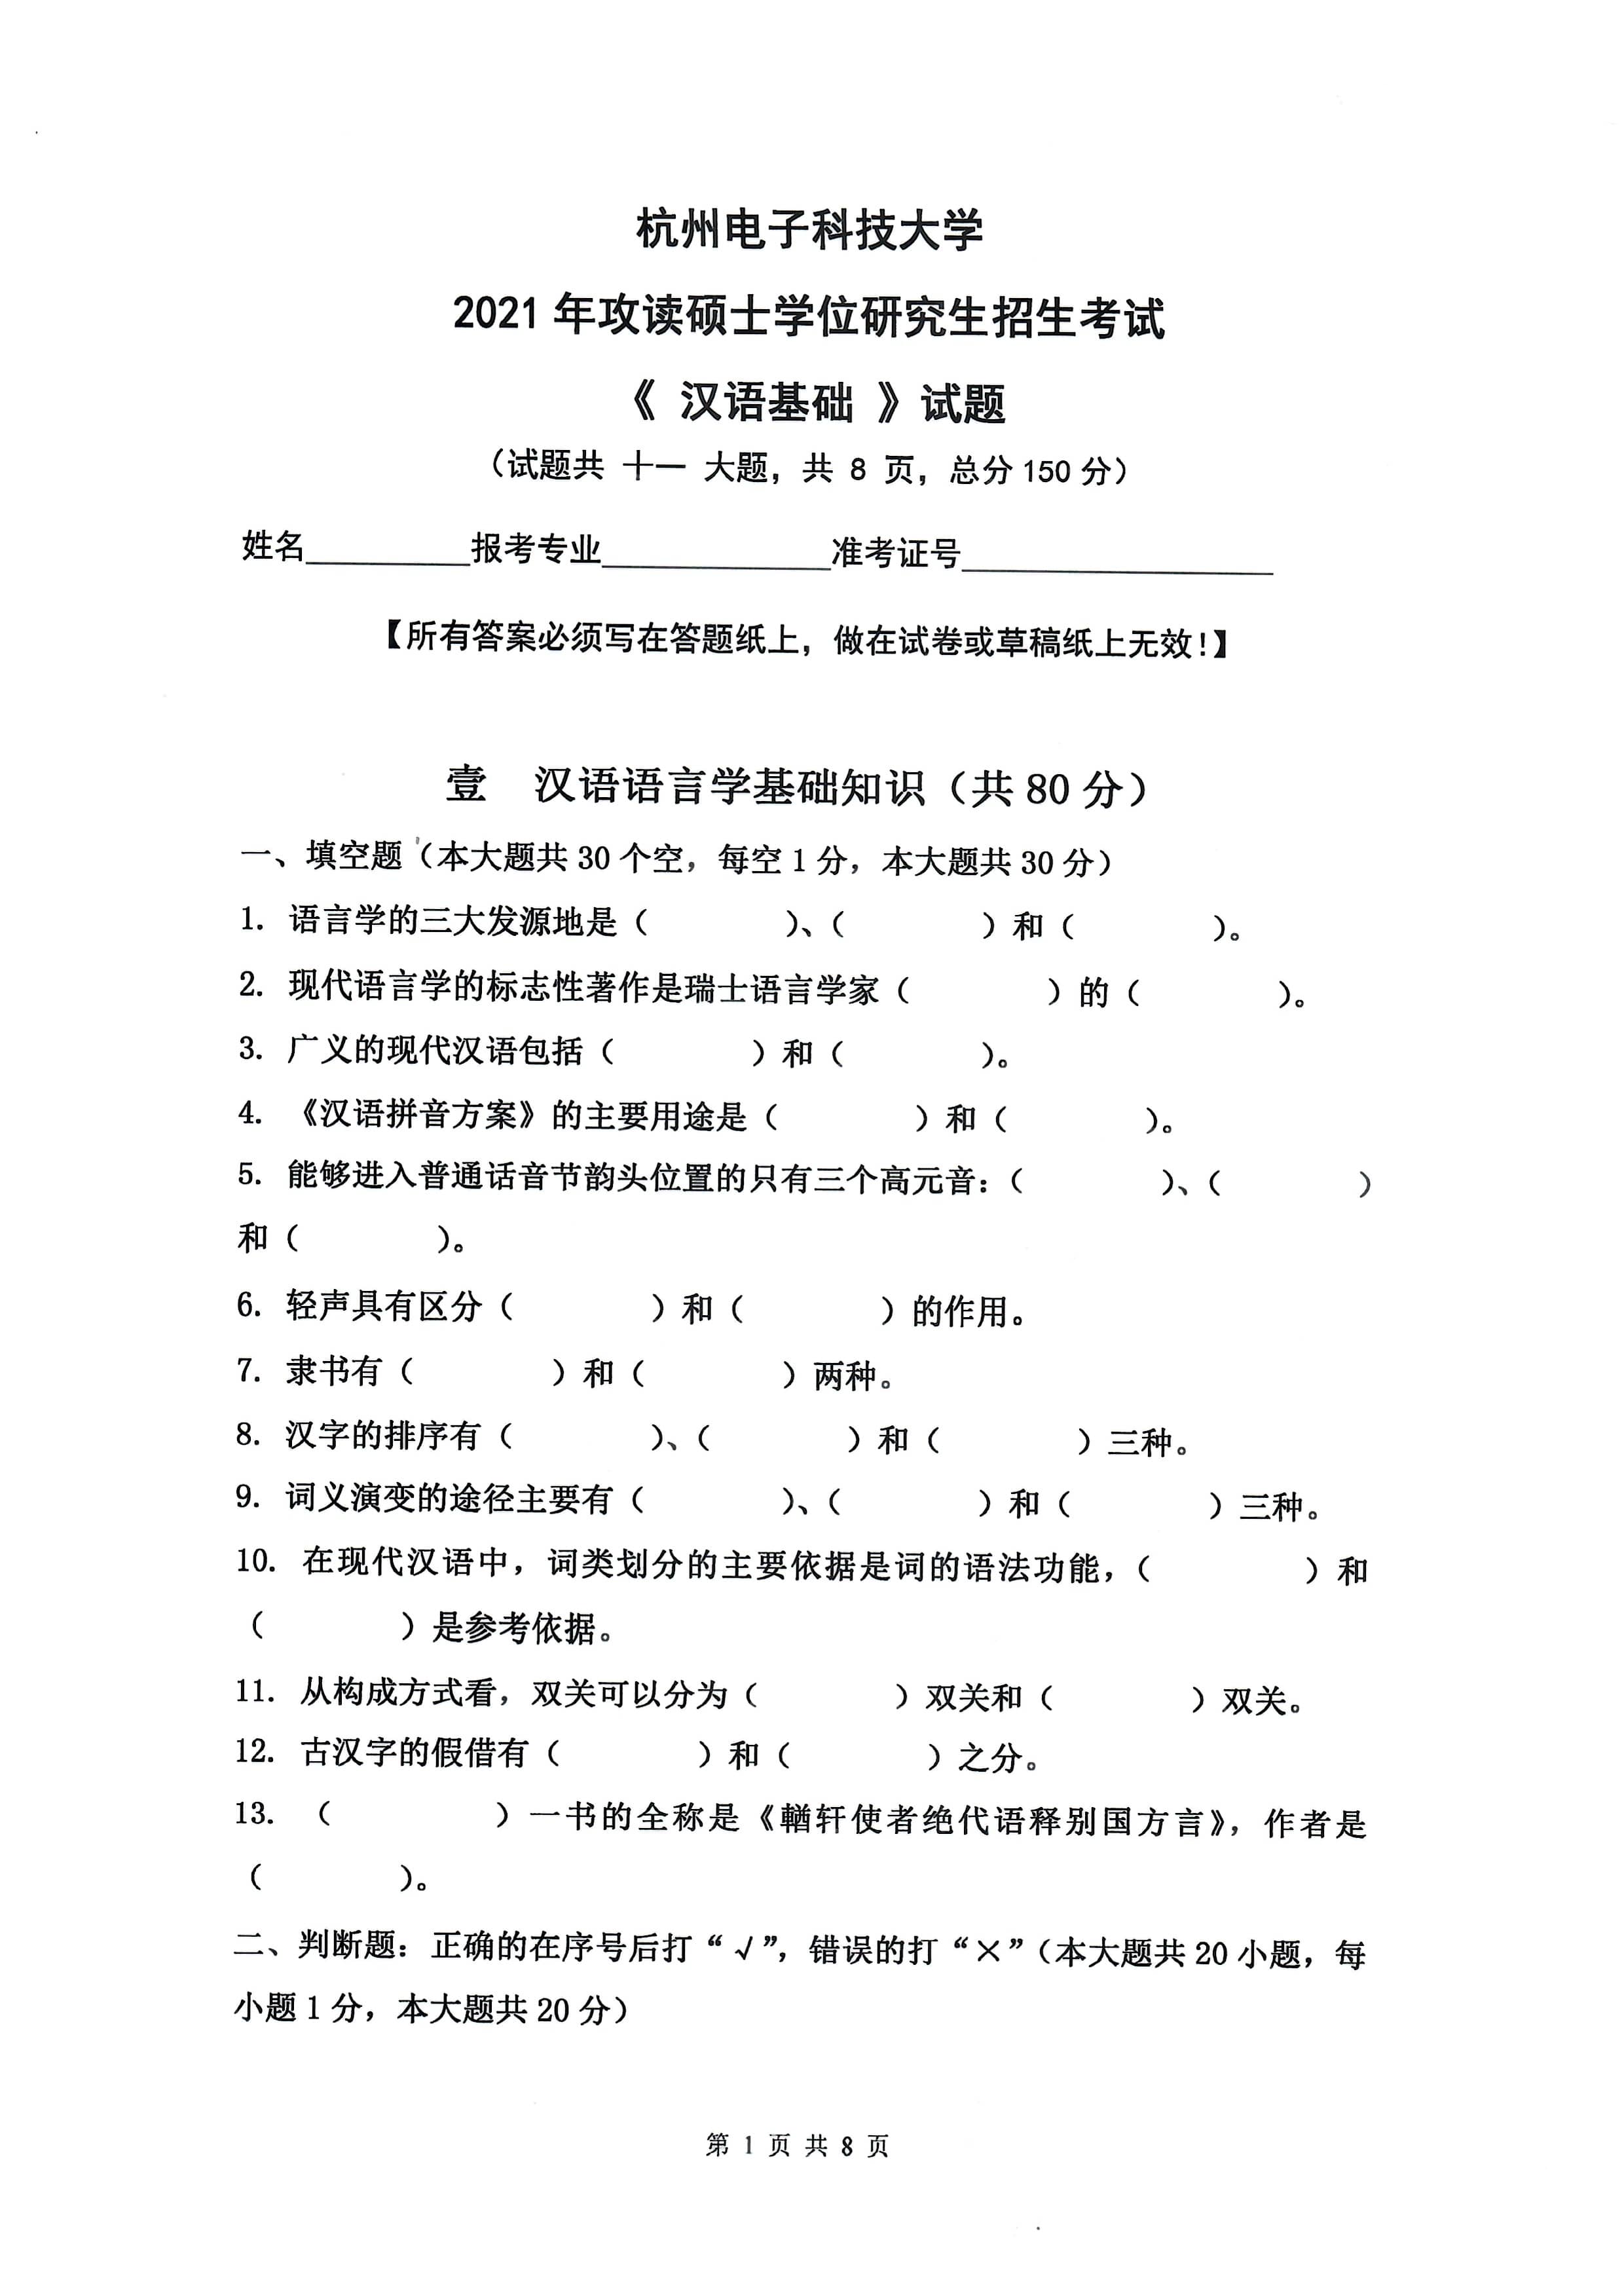 杭州电子科技大学
2021 年攻读硕士学位研究生招生考试
《 汉语基础 》试题
（试题共 十一 大题，共 8 页，总分 150 分）
姓名__________报考专业______________准考证号___________________
【所有答案必须写在答题纸上，做在试卷或草稿纸上无效！】
壹 汉语语言学基础知识（共 80 分）
一、填空题（本大题共 30 个空，每空 1 分，本大题共 30 分）
1. 语言学的三大发源地是（ ）、（ ）和（ ）。
2. 现代语言学的标志性著作是瑞士语言学家（ ）的（ ）。
3. 广义的现代汉语包括（ ）和（ ）。
4. 《汉语拼音方案》的主要用途是（ ）和（ ）。
5. 能够进入普通话音节韵头位置的只有三个高元音：（ ）、（ ）
和（ ）。
6. 轻声具有区分（ ）和（ ）的作用。
7. 隶书有（ ）和（ ）两种。
8. 汉字的排序有（ ）、（ ）和（ ）三种。
9. 词义演变的途径主要有（ ）、（ ）和（ ）三种。
10. 在现代汉语中，词类划分的主要依据是词的语法功能，（ ）和
（ ）是参考依据。
11. 从构成方式看，双关可以分为（ ）双关和（ ）双关。
12. 古汉字的假借有（ ）和（ ）之分。
13. （ ）一书的全称是《輶轩使者绝代语释别国方言》，作者是
（ ）。
二、判断题：正确的在序号后打“√”，错误的打“×”（本大题共 20 小题，每
小题 1 分，本大题共 20 分）
第 1 页 共 8 页